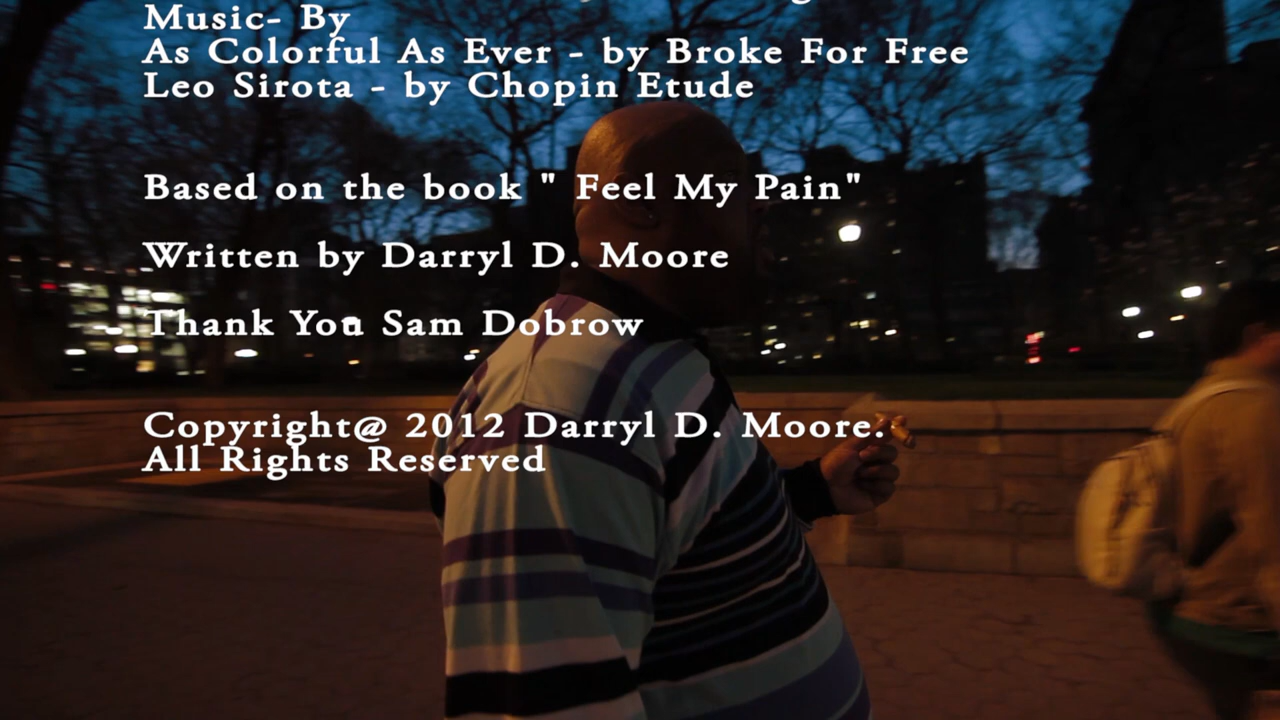 Music- By
As Colorful As Ever - by Broke For Free
Leo Sirota - by Chopin Etude
Based on the book " Feel My Pain"
Written by Darryl D. Moore
Thank You Sam Dobrow
Copyright@ 2012 Darryl D. Moore.
All Rights Reserved